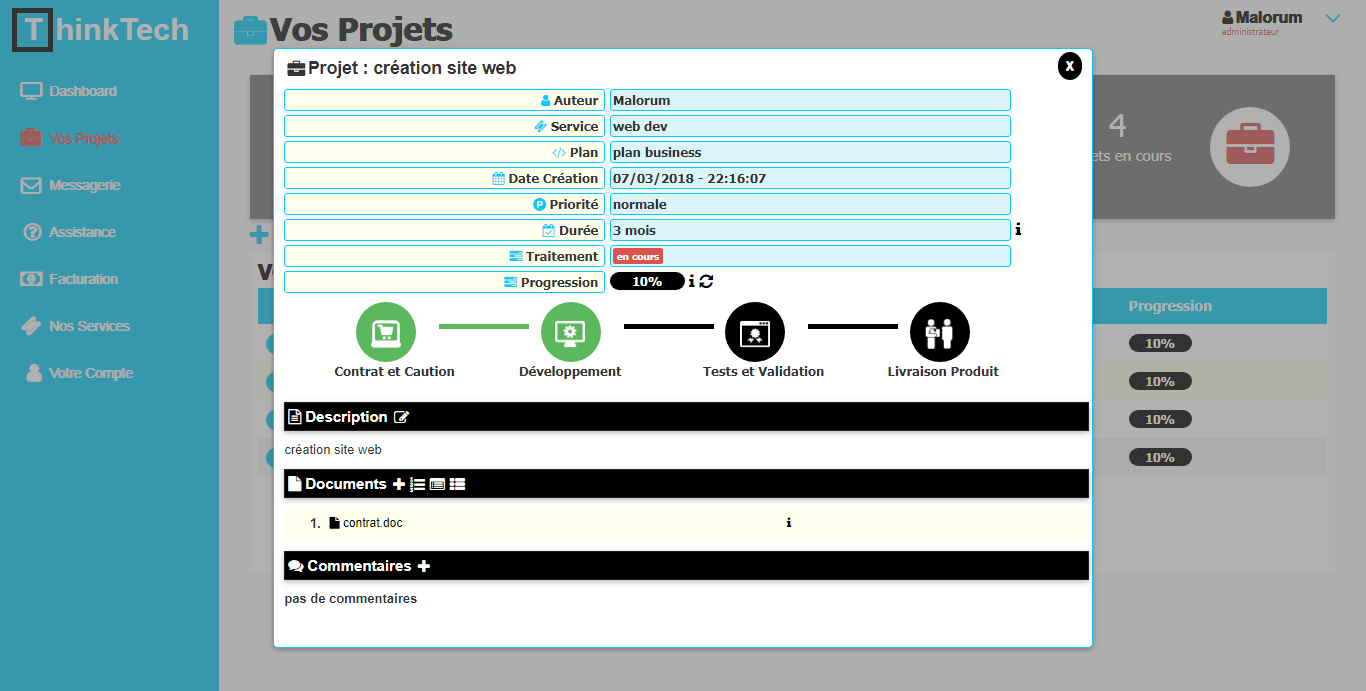 ThinkTech
Dashboard
Vos Projets
Messagerie
Assistance
Facturation
Nos Services
Votre Compte
Vos Projets
Malorum
administrateur
4
ets en cours
Projet : création site web
X
Auteur Malorum
Service web dev
Plan plan business
Date Création 07/03/2018 - 22:16:07
Priorité normale
Durée 3 mois
Traitement en cours
Progression 10%
Contrat et Caution Développement Tests et Validation Livraison Produit
Description
création site web
Documents
1. contrat.doc
Commentaires
pas de commentaires
Progression
10%
10%
10%
10%